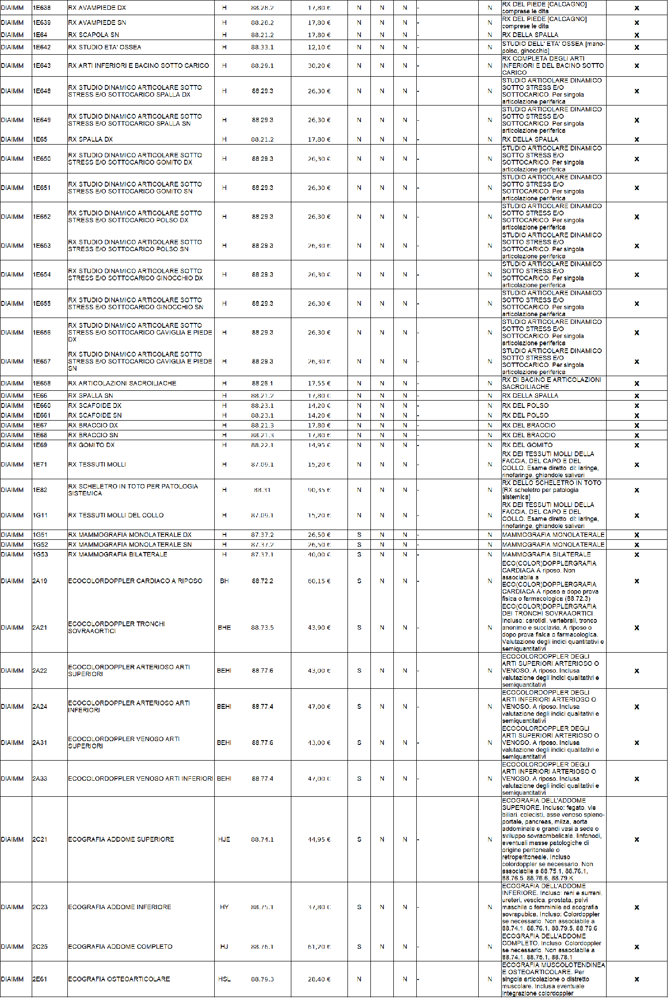 DIAIMM 1E638 RX AVAMPIEDE DX H 88.28.2 17,80 € N N N - N RX DEL PIEDE [CALCAGNO] X
comprese le dita
DIAIMM 1E639 RX AVAMPIEDE SN H 88.28.2 17,80 € N N N - N RX DEL PIEDE [CALCAGNO] X
comprese le dita
DIAIMM 1E64 RX SCAPOLA SN H 88.21.2 17,80 € N N N - N RX DELLA SPALLA X
DIAIMM 1E642 RX STUDIO ETA' OSSEA H 88.33.1 12,10 € N N N - N STUDIO DELL' ETA' OSSEA [mano- X
polso, ginocchio]
DIAIMM 1E643 RX ARTI INFERIORI E BACINO SOTTO CARICO H 88.29.1 30,20 € N N N - N RX COMPLETA DEGLI ARTI X
INFERIORI E DEL BACINO SOTTO
CARICO
DIAIMM 1E648 RX STUDIO DINAMICO ARTICOLARE SOTTO H 88.29.3 26,30 € N N N - N STUDIO ARTICOLARE DINAMICO X
STRESS E/O SOTTOCARICO SPALLA DX SOTTO STRESS E/O
SOTTOCARICO. Per singola
articolazione periferica
DIAIMM 1E649 RX STUDIO DINAMICO ARTICOLARE SOTTO H 88.29.3 26,30 € N N N - N STUDIO ARTICOLARE DINAMICO X
STRESS E/O SOTTOCARICO SPALLA SN SOTTO STRESS E/O
SOTTOCARICO. Per singola
articolazione periferica
DIAIMM 1E65 RX SPALLA DX H 88.21.2 17,80 € N N N - N RX DELLA SPALLA X
DIAIMM 1E650 RX STUDIO DINAMICO ARTICOLARE SOTTO H 88.29.3 26,30 € N N N - N STUDIO ARTICOLARE DINAMICO X
STRESS E/O SOTTOCARICO GOMITO DX SOTTO STRESS E/O
SOTTOCARICO. Per singola
articolazione periferica
DIAIMM 1E651 RX STUDIO DINAMICO ARTICOLARE SOTTO H 88.29.3 26,30 € N N N - N STUDIO ARTICOLARE DINAMICO X
STRESS E/O SOTTOCARICO GOMITO SN SOTTO STRESS E/O
SOTTOCARICO. Per singola
articolazione periferica
DIAIMM 1E652 RX STUDIO DINAMICO ARTICOLARE SOTTO H 88.29.3 26,30 € N N N - N STUDIO ARTICOLARE DINAMICO X
STRESS E/O SOTTOCARICO POLSO DX SOTTO STRESS E/O
SOTTOCARICO. Per singola
articolazione periferica
DIAIMM 1E653 RX STUDIO DINAMICO ARTICOLARE SOTTO H 88.29.3 26,30 € N N N - N STUDIO ARTICOLARE DINAMICO X
STRESS E/O SOTTOCARICO POLSO SN SOTTO STRESS E/O
SOTTOCARICO. Per singola
articolazione periferica
DIAIMM 1E654 RX STUDIO DINAMICO ARTICOLARE SOTTO H 88.29.3 26,30 € N N N - N STUDIO ARTICOLARE DINAMICO X
STRESS E/O SOTTOCARICO GINOCCHIO DX SOTTO STRESS E/O
SOTTOCARICO. Per singola
articolazione periferica
DIAIMM 1E655 RX STUDIO DINAMICO ARTICOLARE SOTTO H 88.29.3 26,30 € N N N - N STUDIO ARTICOLARE DINAMICO X
STRESS E/O SOTTOCARICO GINOCCHIO SN SOTTO STRESS E/O
SOTTOCARICO. Per singola
articolazione periferica
DIAIMM 1E656 RX STUDIO DINAMICO ARTICOLARE SOTTO H 88.29.3 26,30 € N N N - N STUDIO ARTICOLARE DINAMICO X
STRESS E/O SOTTOCARICO CAVIGLIA E PIEDE SOTTO STRESS E/O
DX SOTTOCARICO. Per singola
articolazione periferica
DIAIMM 1E657 RX STUDIO DINAMICO ARTICOLARE SOTTO H 88.29.3 26,30 € N N N - N STUDIO ARTICOLARE DINAMICO X
STRESS E/O SOTTOCARICO CAVIGLIA E PIEDE SOTTO STRESS E/O
SN SOTTOCARICO. Per singola
articolazione periferica
DIAIMM 1E658 RX ARTICOLAZIONI SACROILIACHE H 88.26.1 17,55 € N N N - N RX DI BACINO E ARTICOLAZIONI X
SACROILIACHE
DIAIMM 1E66 RX SPALLA SN H 88.21.2 17,80 € N N N - N RX DELLA SPALLA X
DIAIMM 1E660 RX SCAFOIDE DX H 88.23.1 14,20 € N N N - N RX DEL POLSO X
DIAIMM 1E661 RX SCAFOIDE SN H 88.23.1 14,20 € N N N - N RX DEL POLSO X
DIAIMM 1E67 RX BRACCIO DX H 88.21.3 17,80 € N N N - N RX DEL BRACCIO X
DIAIMM 1E68 RX BRACCIO SN H 88.21.3 17,80 € N N N - N RX DEL BRACCIO X
DIAIMM 1E69 RX GOMITO DX H 88.22.1 14,95 € N N N - N RX DEL GOMITO X
DIAIMM 1E71 RX TESSUTI MOLLI H 87.09.1 15,20 € N N N - N RX DEI TESSUTI MOLLI DELLA X
FACCIA, DEL CAPO E DEL
COLLO. Esame diretto di: laringe,
rinofaringe, ghiandole salivari
DIAIMM 1E82 RX SCHELETRO IN TOTO PER PATOLOGIA H 88.31 90,35 € N N N - N RX DELLO SCHELETRO IN TOTO X
SISTEMICA [RX scheletro per patologia
sistemica]
DIAIMM 1G11 RX TESSUTI MOLLI DEL COLLO H 87.09.1 15,20 € N N N - N RX DEI TESSUTI MOLLI DELLA X
FACCIA, DEL CAPO E DEL
COLLO. Esame diretto di: laringe,
rinofaringe, ghiandole salivari
DIAIMM 1G51 RX MAMMOGRAFIA MONOLATERALE DX H 87.37.2 26,50 € S N N - N MAMMOGRAFIA MONOLATERALE X
DIAIMM 1G52 RX MAMMOGRAFIA MONOLATERALE SN H 87.37.2 26,50 € S N N - N MAMMOGRAFIA MONOLATERALE X
DIAIMM 1G53 RX MAMMOGRAFIA BILATERALE H 87.37.1 40,00 € S N N - N MAMMOGRAFIA BILATERALE X
DIAIMM 2A19 ECOCOLORDOPPLER CARDIACO A RIPOSO BH 88.72.2 60,15 € S N N - N ECO(COLOR)DOPPLERGRAFIA X
CARDIACA A riposo. Non
associabile a
ECO(COLOR)DOPPLERGRAFIA
CARDIACA A riposo e dopo prova
fisica o farmacologica (88.72.3)
DIAIMM 2A21 ECOCOLORDOPPLER TRONCHI BHE 88.73.5 43,90 € S N N - N ECO(COLOR)DOPPLERGRAFIA X
SOVRAAORTICI DEI TRONCHI SOVRAAORTICI.
Incluso: carotidi, vertebrali, tronco
anonimo e succlavia. A riposo o
dopo prova fisica o farmacologica.
Valutazione degli indici quantitativi e
semiquantitativi
DIAIMM 2A22 ECOCOLORDOPPLER ARTERIOSO ARTI BEHI 88.77.6 43,00 € S N N - N ECOCOLORDOPPLER DEGLI X
SUPERIORI ARTI SUPERIORI ARTERIOSO O
VENOSO. A riposo. Inclusa
valutazione degli indici qualitativi e
semiquantitativi
DIAIMM 2A24 ECOCOLORDOPPLER ARTERIOSO ARTI BEHI 88.77.4 47,00 € S N N - N ECOCOLORDOPPLER DEGLI X
INFERIORI ARTI INFERIORI ARTERIOSO O
VENOSO. A riposo. Inclusa
valutazione degli indici qualitativi e
semiquantitativi
DIAIMM 2A31 ECOCOLORDOPPLER VENOSO ARTI BEHI 88.77.6 43,00 € S N N - N ECOCOLORDOPPLER DEGLI X
SUPERIORI ARTI SUPERIORI ARTERIOSO O
VENOSO. A riposo. Inclusa
valutazione degli indici qualitativi e
semiquantitativi
DIAIMM 2A33 ECOCOLORDOPPLER VENOSO ARTI INFERIORI BEHI 88.77.4 47,00 € S N N - N ECOCOLORDOPPLER DEGLI X
ARTI INFERIORI ARTERIOSO O
VENOSO. A riposo. Inclusa
valutazione degli indici qualitativi e
semiquantitativi
DIAIMM 2C21 ECOGRAFIA ADDOME SUPERIORE HJE 88.74.1 44,95 € S N N - N ECOGRAFIA DELL'ADDOME X
SUPERIORE. Incluso: fegato, vie
biliari, colecisti, asse venoso spleno-
portale, pancreas, milza, aorta
addominale e grandi vasi a sede o
sviluppo sovraombelicale, linfonodi,
eventuali masse patologiche di
origine peritoneale o
retroperitoneale. Incluso
colordoppler se necessario. Non
associabile a 88.75.1, 88.76.1,
88.76.5, 88.76.6, 88.79.K
DIAIMM 2C23 ECOGRAFIA ADDOME INFERIORE HY 88.75.1 37,80 € S N N - N ECOGRAFIA DELL'ADDOME X
INFERIORE. Incluso: reni e surreni,
ureteri, vescica, prostata, pelvi
maschile o femminile ed ecografia
sovrapubica. Incluso: Colordoppler
se necessario. Non associabile a
88.74.1, 88.76.1, 88.79.5, 88.79.6
DIAIMM 2C25 ECOGRAFIA ADDOME COMPLETO HJ 88.76.1 61,20 € S N N - N ECOGRAFIA DELL'ADDOME X
COMPLETO. Incluso: Colordoppler
se necessario. Non associabile a
88.74.1, 88.75.1, 88.78.1
DIAIMM 2E61 ECOGRAFIA OSTEOARTICOLARE HSL 88.79.3 28,40 € N N - N ECOGRAFIA MUSCOLOTENDINEA X
E OSTEOARTICOLARE. Per
singola articolazione o distretto
muscolare. Inclusa eventuale
integrazione colordoppler